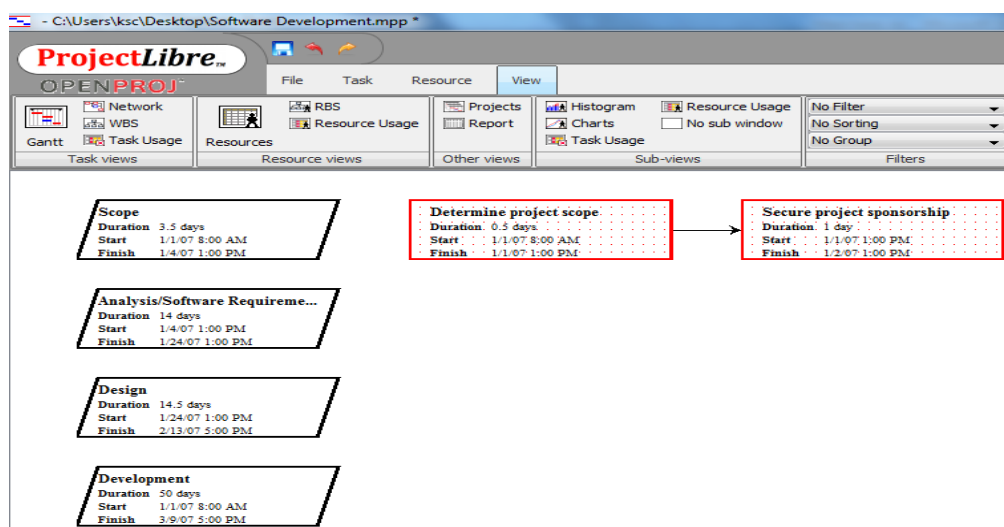 - C:\Users\ksc\Desktop\Software Development.mpp *
ProjectLibre™
OPENPROJ
File Task Resource View
Network
WBS
Gantt Task Usage
Task views
RBS
Resource Usage
Resources
Resource views
Projects
Report
Other views
Histogram Resource Usage
Charts No sub window
Task Usage
Sub-views
No Filter
No Sorting
No Group
Filters
Scope
Duration 3.5 days
Start 1/1/07 8:00 AM
Finish 1/4/07 1:00 PM
Determine project scope
Duration 0.5 days
Start 1/1/07 8:00 AM
Finish 1/1/07 1:00 PM
Secure project sponsorship
Duration 1 day
Start 1/1/07 1:00 PM
Finish 1/2/07 1:00 PM
Analysis/Software Requireme...
Duration 14 days
Start 1/4/07 1:00 PM
Finish 1/24/07 1:00 PM
Design
Duration 14.5 days
Start 1/24/07 1:00 PM
Finish 2/13/07 5:00 PM
Development
Duration 50 days
Start 1/1/07 8:00 AM
Finish 3/9/07 5:00 PM